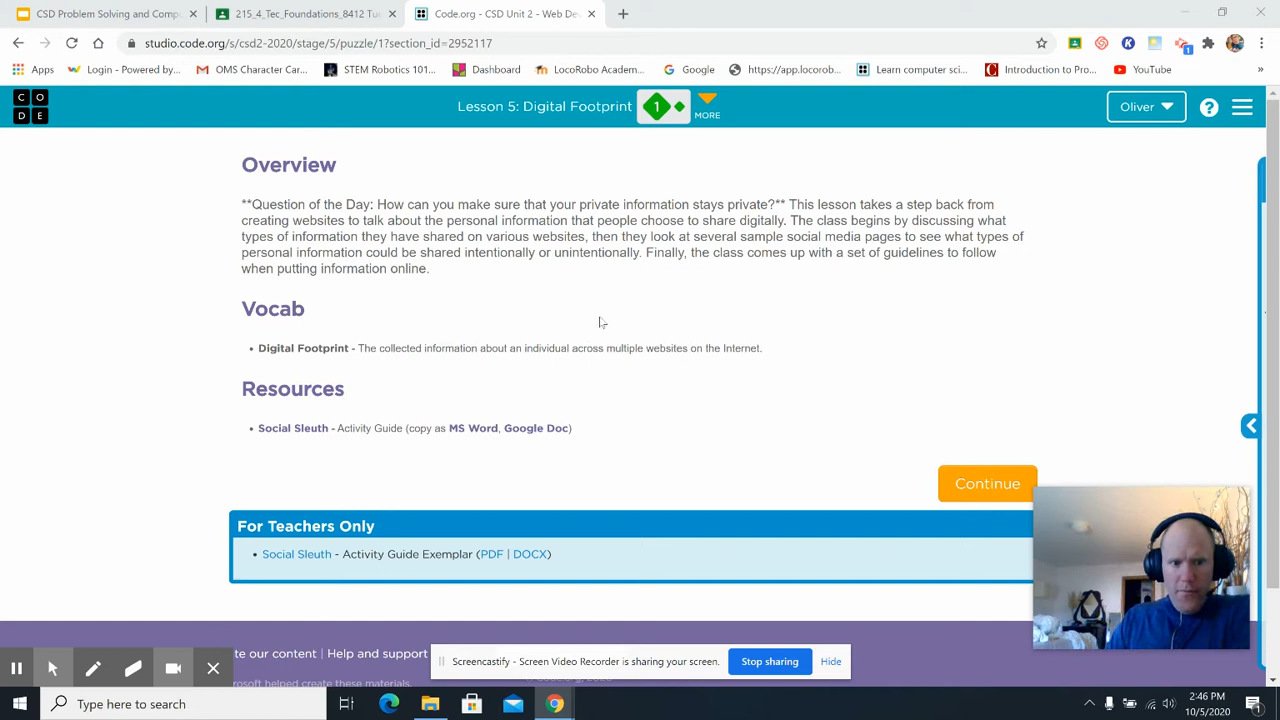 CSD Problem Solving and Compu
215_4_Tec_Foundations_8412 Tue
Code.org - CSD Unit 2 - Web Dev
studio.code.org/s/csd2-2020/stage/5/puzzle/1?section_id=2952117
Apps
Login - Powered by...
OMS Character Car...
STEM Robotics 101...
Dashboard
LocoRobo Academ...
Google
https://app.locorob...
Learn computer sci...
Introduction to Pro...
YouTube
»
C O
D E
Lesson 5: Digital Footprint
1
MORE
Oliver
?
Overview
**Question of the Day: How can you make sure that your private information stays private?** This lesson takes a step back from
creating websites to talk about the personal information that people choose to share digitally. The class begins by discussing what
types of information they have shared on various websites, then they look at several sample social media pages to see what types of
personal information could be shared intentionally or unintentionally. Finally, the class comes up with a set of guidelines to follow
when putting information online.
Vocab
• Digital Footprint - The collected information about an individual across multiple websites on the Internet.
Resources
• Social Sleuth - Activity Guide (copy as MS Word, Google Doc)
Continue
For Teachers Only
• Social Sleuth - Activity Guide Exemplar (PDF | DOCX)
te our content | Help and support
Screencastify - Screen Video Recorder is sharing your screen.
Stop sharing
Hide
rosoft helped create these materials.
Type here to search
2:46 PM
10/5/2020